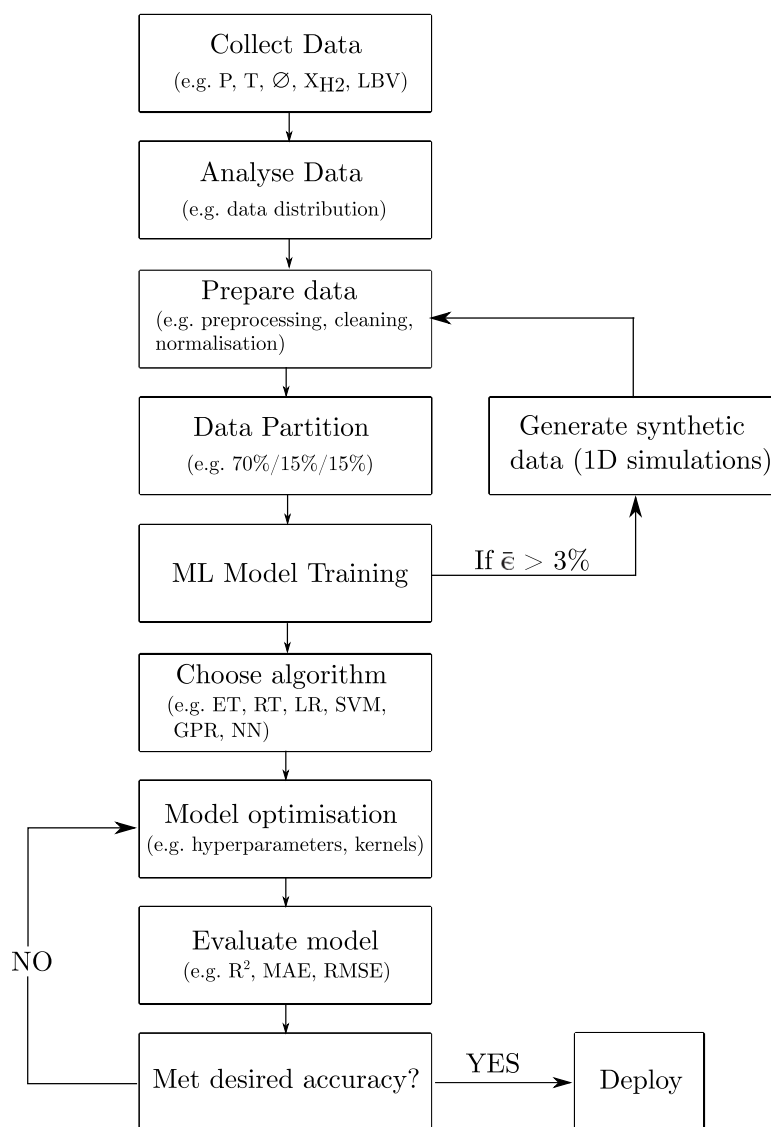 Collect Data
(e.g. P, T, ∅, X_H2, LBV)
Analyse Data
(e.g. data distribution)
Prepare data
(e.g. preprocessing, cleaning,
normalisation)
Data Partition
(e.g. 70%/15%/15%)
Generate synthetic
data (1D simulations)
ML Model Training
If ε̄ > 3%
Choose algorithm
(e.g. ET, RT, LR, SVM,
GPR, NN)
Model optimisation
(e.g. hyperparameters, kernels)
Evaluate model
(e.g. R², MAE, RMSE)
NO
Met desired accuracy?
YES
Deploy